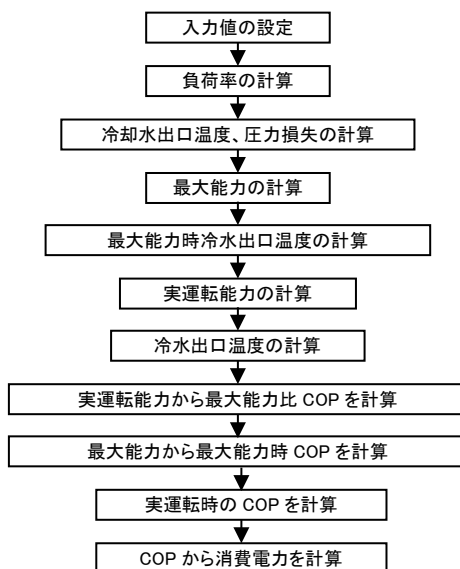 入力値の設定
負荷率の計算
冷却水出口温度、圧力損失の計算
最大能力の計算
最大能力時冷水出口温度の計算
実運転能力の計算
冷水出口温度の計算
実運転能力から最大能力比 COP を計算
最大能力から最大能力時 COP を計算
実運転時の COP を計算
COP から消費電力を計算